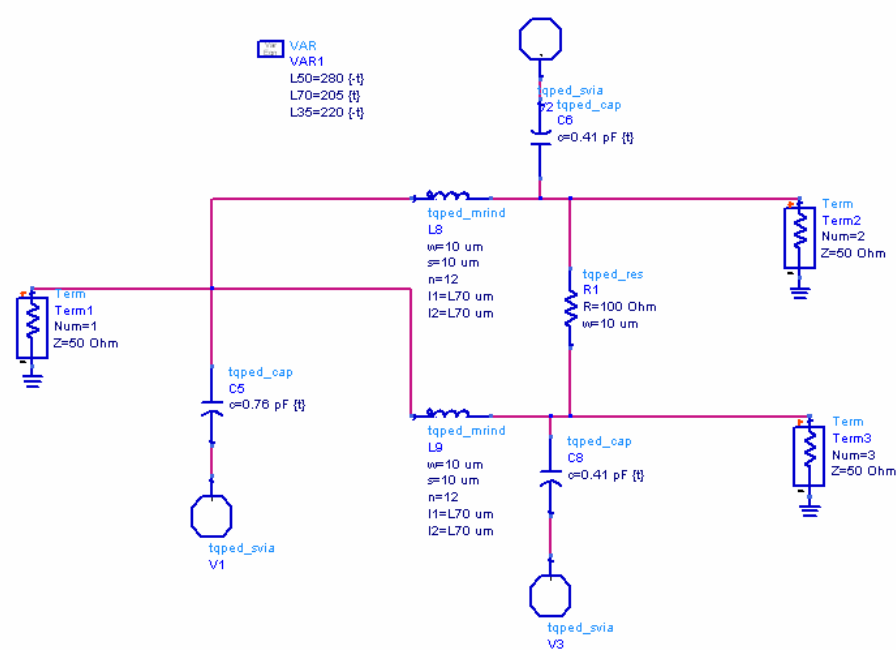 VAR
VAR1
L50=280 {-t}
L70=205 {t}
L35=220 {-t}
tqped_svia
V2
tqped_cap
C6
c=0.41 pF {t}
tqped_mrind
L8
w=10 um
s=10 um
n=12
l1=L70 um
l2=L70 um
Term
Term2
Num=2
Z=50 Ohm
tqped_res
R1
R=100 Ohm
w=10 um
Term
Term1
Num=1
Z=50 Ohm
tqped_cap
C5
c=0.76 pF {t}
tqped_mrind
L9
w=10 um
s=10 um
n=12
l1=L70 um
l2=L70 um
tqped_cap
C8
c=0.41 pF {t}
Term
Term3
Num=3
Z=50 Ohm
tqped_svia
V1
tqped_svia
V3